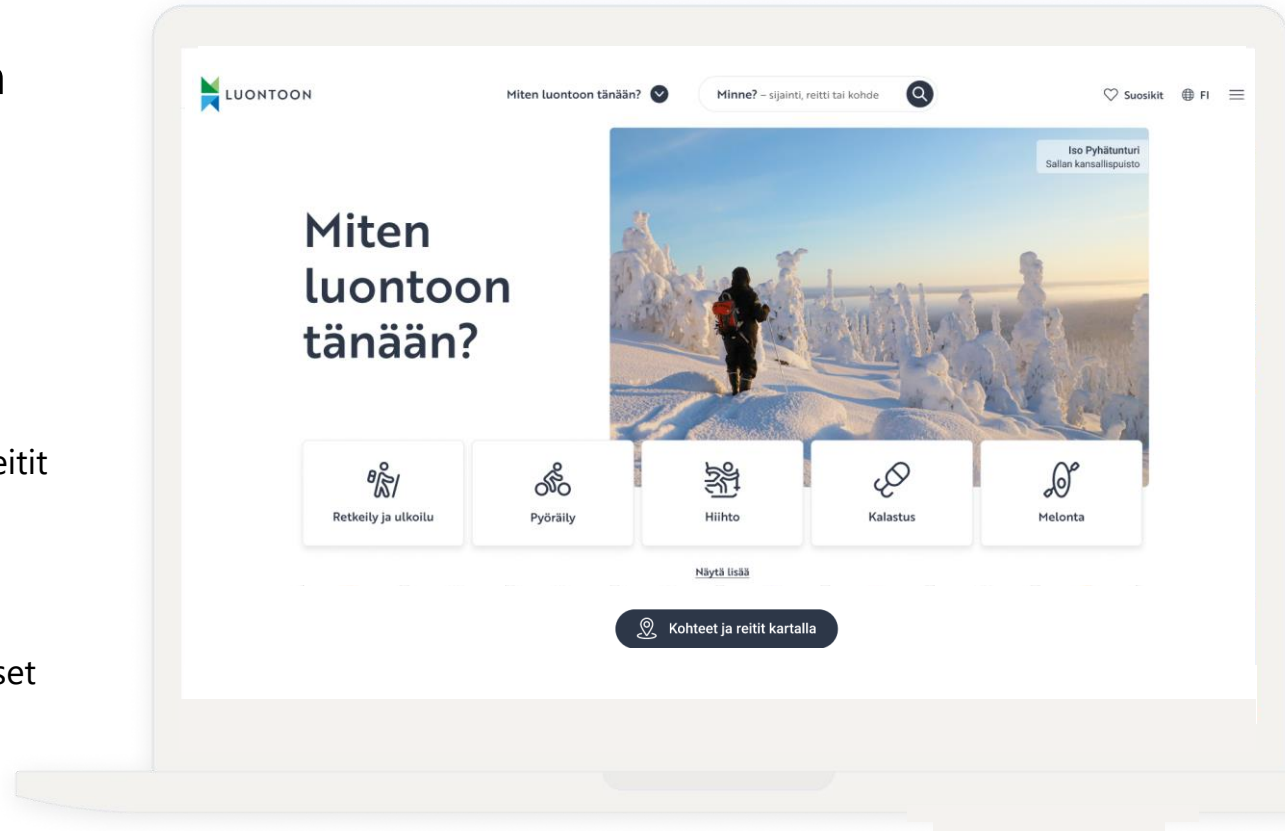 LUONTOON
Miten luontoon tänään?
Minne? – sijainti, reitti tai kohde
Suosikit
FI
Iso Pyhätunturi
Sallan kansallispuisto
Miten
luontoon
tänään?
Retkeily ja ulkoilu
Pyöräily
Hiihto
Kalastus
Melonta
Näytä lisää
Kohteet ja reitit kartalla